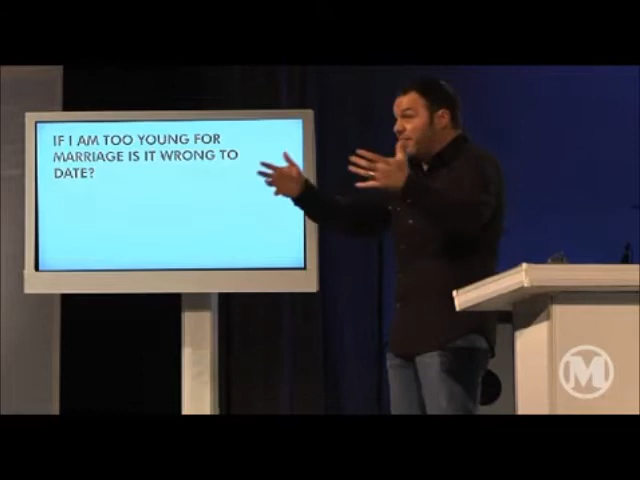 IF I AM TOO YOUNG FOR
MARRIAGE IS IT WRONG TO
DATE?
M